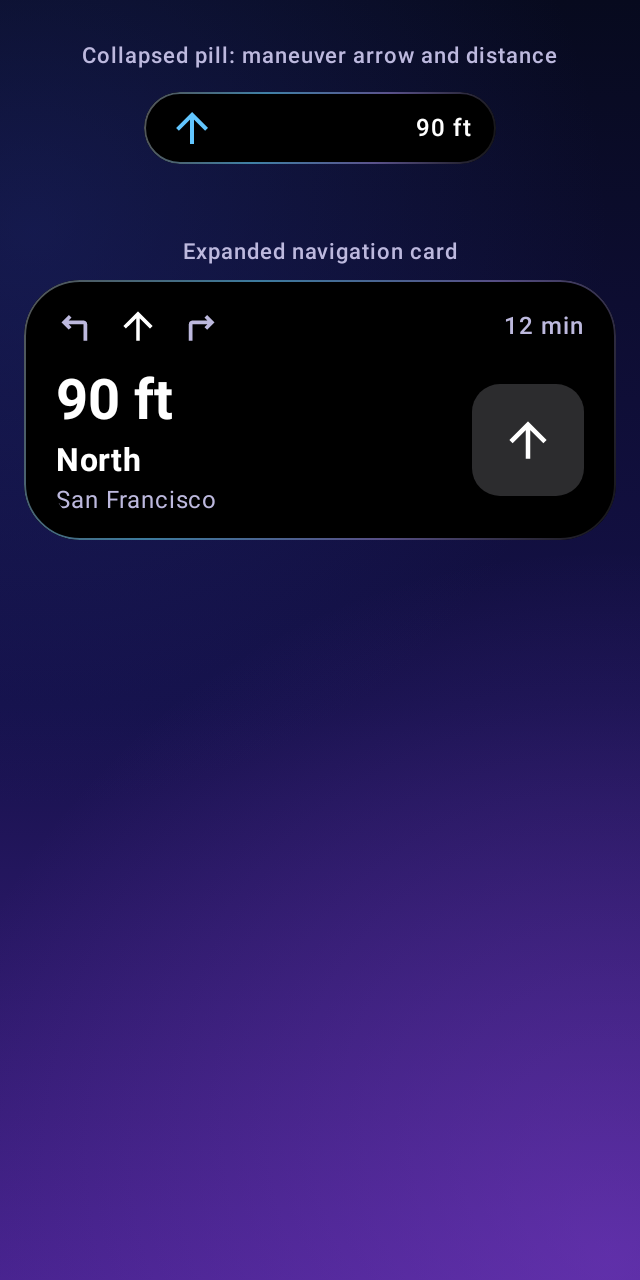 Collapsed pill: maneuver arrow and distance
90 ft
Expanded navigation card
12 min
90 ft
North
San Francisco